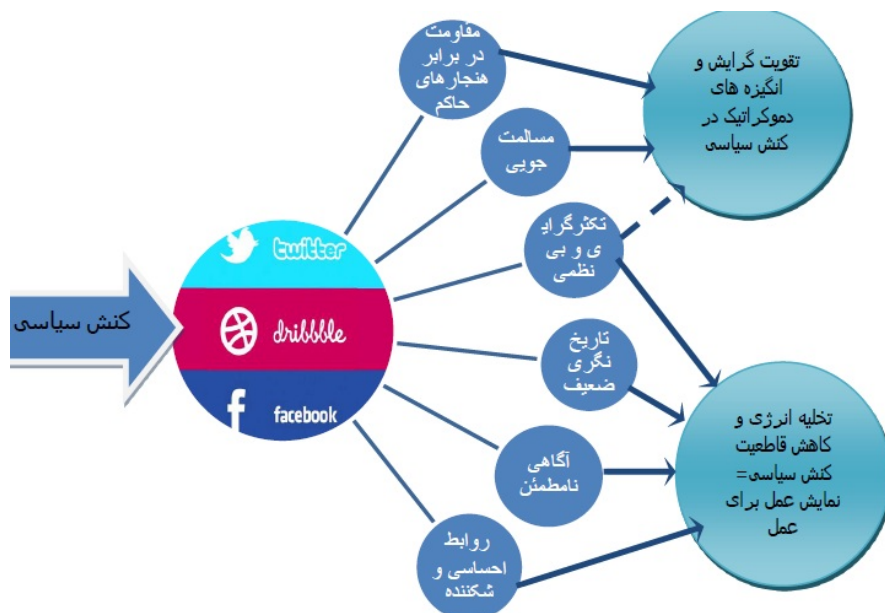 مقاومت
در برابر
هنجارهای
حاکم
تقویت گرایش و
انگیزه های
دموکراتیک در
کنش سیاسی
مسالمت
جویی
تکثرگرای
ی و بی
نظمی
کنش سیاسی
twitter
dribbble
facebook
تاریخ
نگری
ضعیف
آگاهی
نامطمئن
تخلیه انرژی و
کاهش قاطعیت
کنش سیاسی=
نمایش عمل برای
عمل
روابط
احساسی و
شکننده